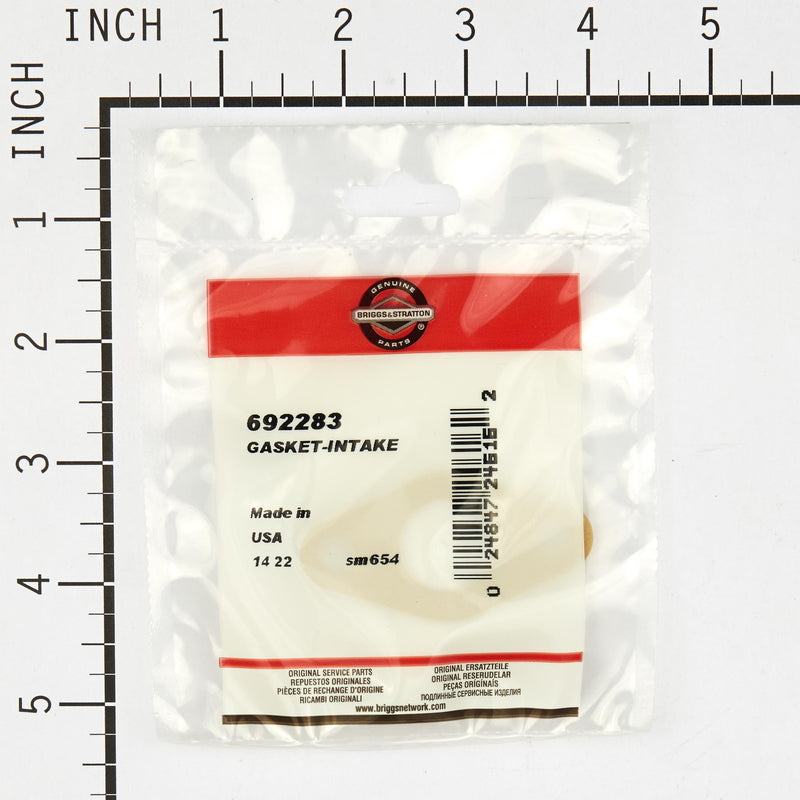 INCH 1 2 3 4 5
INCH 1 2 3 4 5
GENUINE
BRIGGS&STRATTON
®
PARTS
692283
GASKET-INTAKE
Made in
USA
14 22 sm654
0 24847 24616 2
ORIGINAL SERVICE PARTS
REPUESTOS ORIGINALES
PIÈCES DE RECHANGE D'ORIGINE
RICAMBI ORIGINALI
ORIGINAL ERSATZTEILE
ORIGINAL RESERUDELAR
PEÇAS ORIGINAIS
ПОДЛИННЫЕ СЕРВИСНЫЕ ИЗДЕЛИЯ
www.briggsnetwork.com